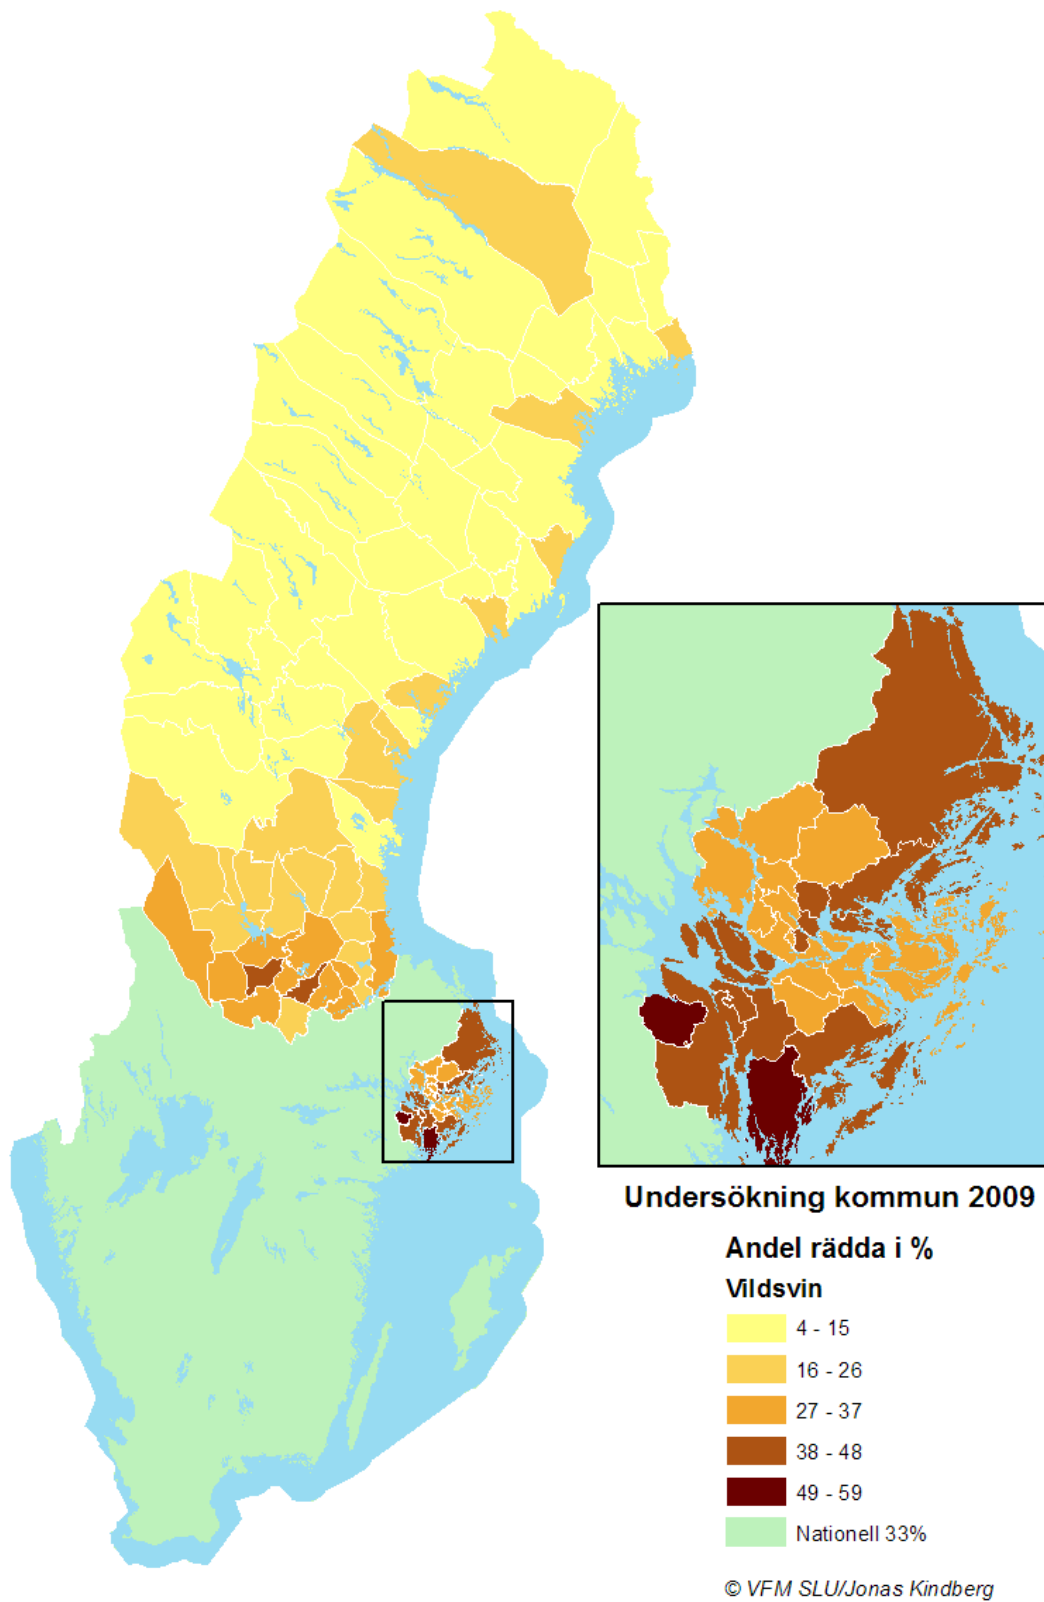 Undersökning kommun 2009
Andel rädda i %
Vildsvin
4 - 15
16 - 26
27 - 37
38 - 48
49 - 59
Nationell 33%
© VFM SLU/Jonas Kindberg